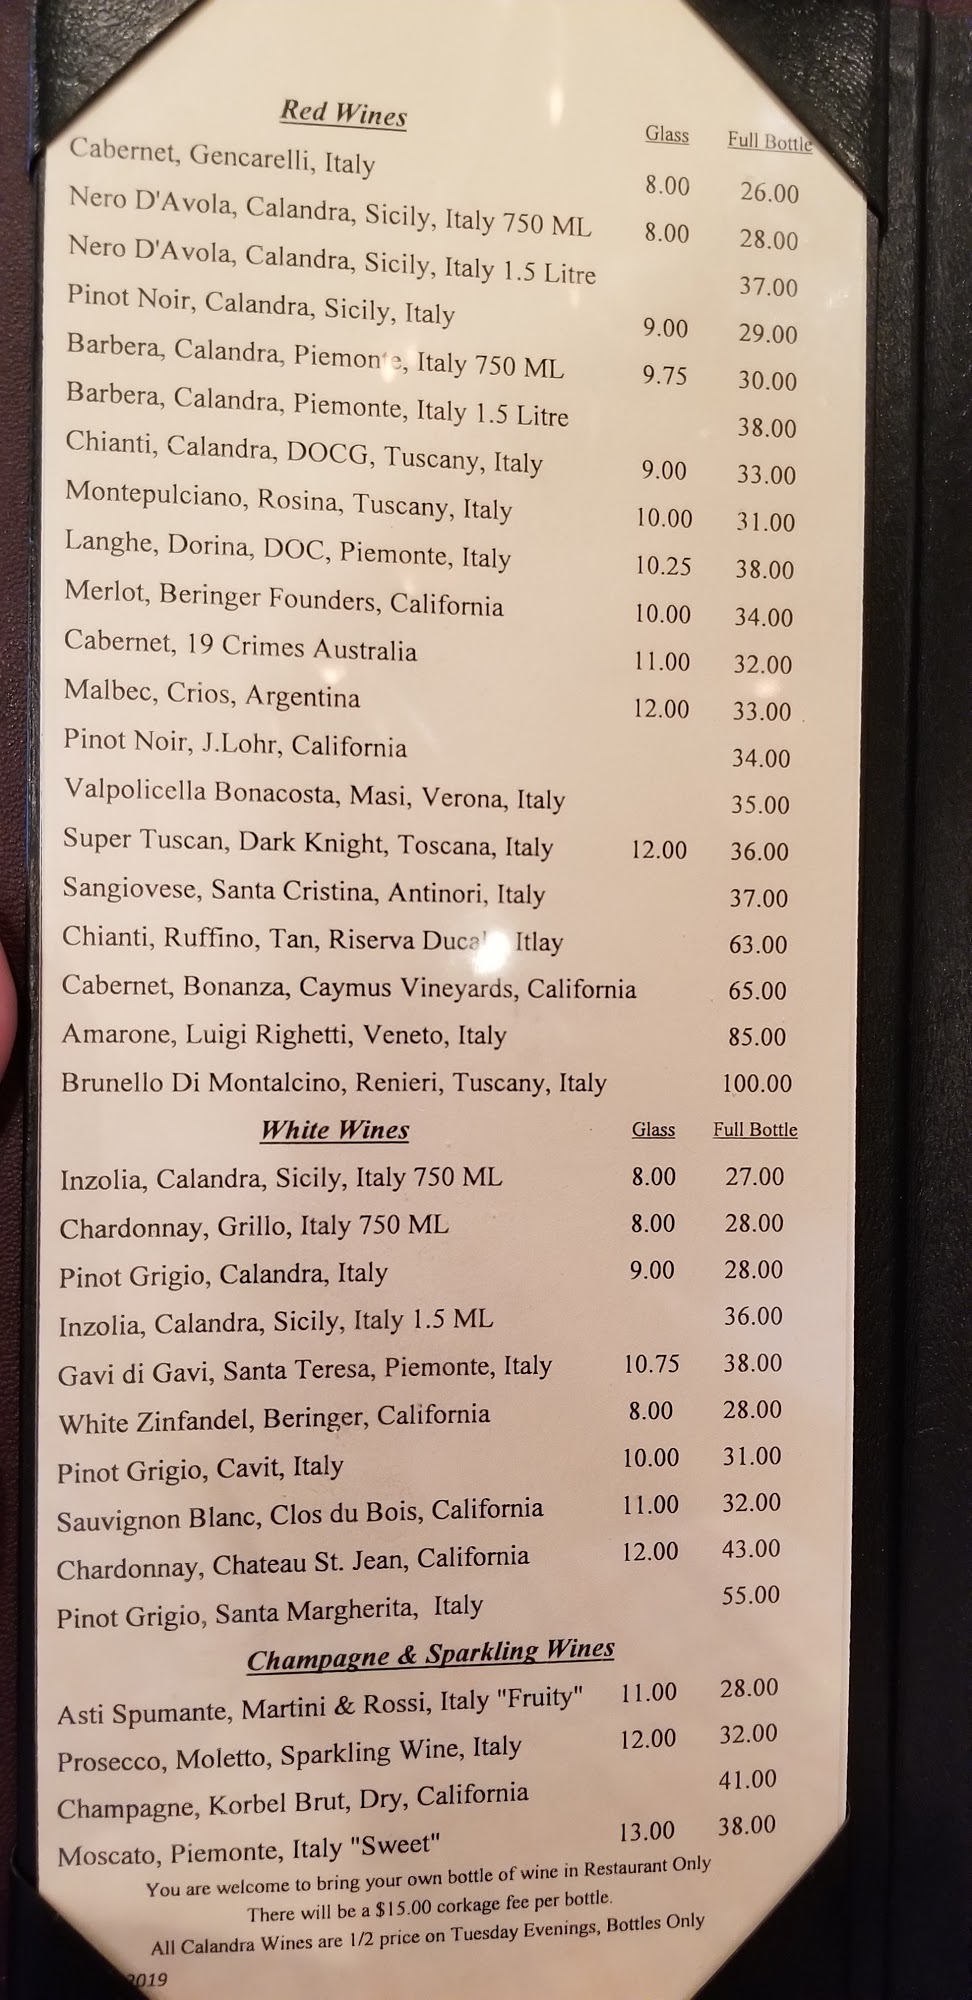 Red Wines Glass Full Bottle
Cabernet, Gencarelli, Italy 8.00 26.00
Nero D'Avola, Calandra, Sicily, Italy 750 ML 8.00 28.00
Nero D'Avola, Calandra, Sicily, Italy 1.5 Litre 37.00
Pinot Noir, Calandra, Sicily, Italy 9.00 29.00
Barbera, Calandra, Piemonte, Italy 750 ML 9.75 30.00
Barbera, Calandra, Piemonte, Italy 1.5 Litre 38.00
Chianti, Calandra, DOCG, Tuscany, Italy 9.00 33.00
Montepulciano, Rosina, Tuscany, Italy 10.00 31.00
Langhe, Dorina, DOC, Piemonte, Italy 10.25 38.00
Merlot, Beringer Founders, California 10.00 34.00
Cabernet, 19 Crimes Australia 11.00 32.00
Malbec, Crios, Argentina 12.00 33.00
Pinot Noir, J.Lohr, California 34.00
Valpolicella Bonacosta, Masi, Verona, Italy 35.00
Super Tuscan, Dark Knight, Toscana, Italy 12.00 36.00
Sangiovese, Santa Cristina, Antinori, Italy 37.00
Chianti, Ruffino, Tan, Riserva Itlay 63.00
Cabernet, Bonanza, Caymus Vineyards, California 65.00
Amarone, Luigi Righetti, Veneto, Italy 85.00
Brunello Di Montalcino, Renieri, Tuscany, Italy 100.00
White Wines Glass Full Bottle
Inzolia, Calandra, Sicily, Italy 750 ML 8.00 27.00
Chardonnay, Grillo, Italy 750 ML 8.00 28.00
Pinot Grigio, Calandra, Italy 9.00 28.00
Inzolia, Calandra, Sicily, Italy 1.5 ML 36.00
Gavi di Gavi, Santa Teresa, Piemonte, Italy 10.75 38.00
White Zinfandel, Beringer, California 8.00 28.00
Pinot Grigio, Cavit, Italy 10.00 31.00
Sauvignon Blanc, Clos du Bois, California 11.00 32.00
Chardonnay, Chateau St. Jean, California 12.00 43.00
Pinot Grigio, Santa Margherita, Italy 55.00
Champagne & Sparkling Wines
Asti Spumante, Martini & Rossi, Italy "Fruity" 11.00 28.00
Prosecco, Moletto, Sparkling Wine, Italy 12.00 32.00
Champagne, Korbel Brut, Dry, California 41.00
Moscato, Piemonte, Italy "Sweet" 13.00 38.00
You are welcome to bring your own bottle of wine in Restaurant Only
There will be a $15.00 corkage fee per bottle.
All Calandra Wines are 1/2 price on Tuesday Evenings, Bottles Only
2019